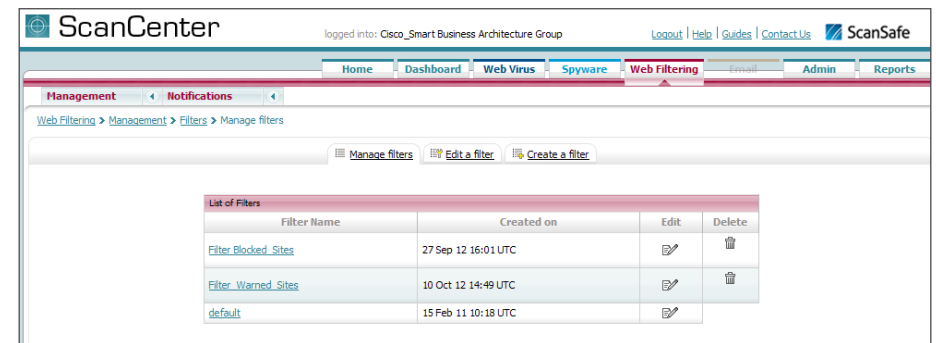 ScanCenter
logged into: Cisco_Smart Business Architecture Group
Logout | Help | Guides | Contact Us ScanSafe
Home Dashboard Web Virus Spyware Web Filtering Email Admin Reports
Management Notifications
Web Filtering > Management > Filters > Manage filters
Manage filters Edit a filter Create a filter
List of Filters
Filter Name Created on Edit Delete
Filter Blocked Sites 27 Sep 12 16:01 UTC
Filter Warned Sites 10 Oct 12 14:49 UTC
default 15 Feb 11 10:18 UTC